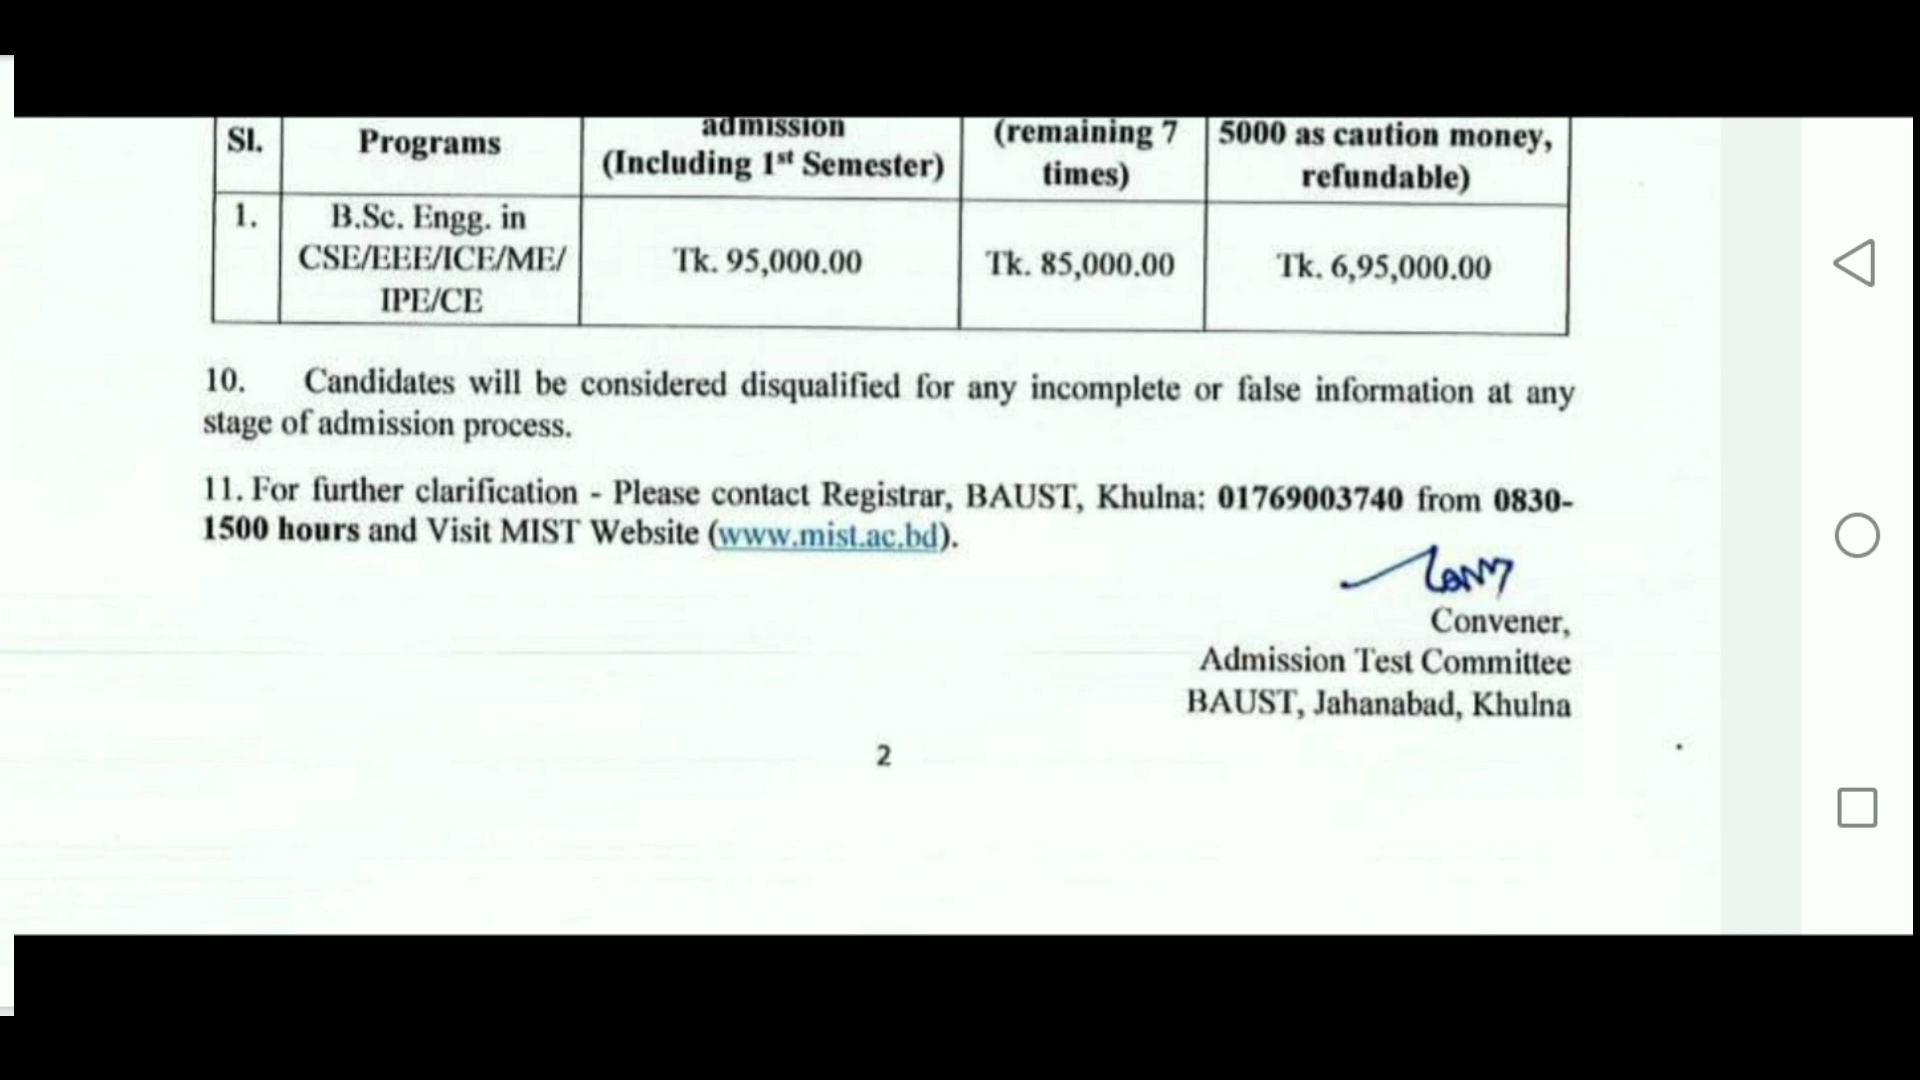 Sl.
Programs
admission
(Including 1st Semester)
(remaining 7
times)
5000 as caution money,
refundable)
1.
B.Sc. Engg. in
CSE/EEE/ICE/ME/
IPE/CE
Tk. 95,000.00
Tk. 85,000.00
Tk. 6,95,000.00
10. Candidates will be considered disqualified for any incomplete or false information at any
stage of admission process.
11. For further clarification - Please contact Registrar, BAUST, Khulna: 01769003740 from 0830-
1500 hours and Visit MIST Website (www.mist.ac.bd).
Convener,
Admission Test Committee
BAUST, Jahanabad, Khulna
2